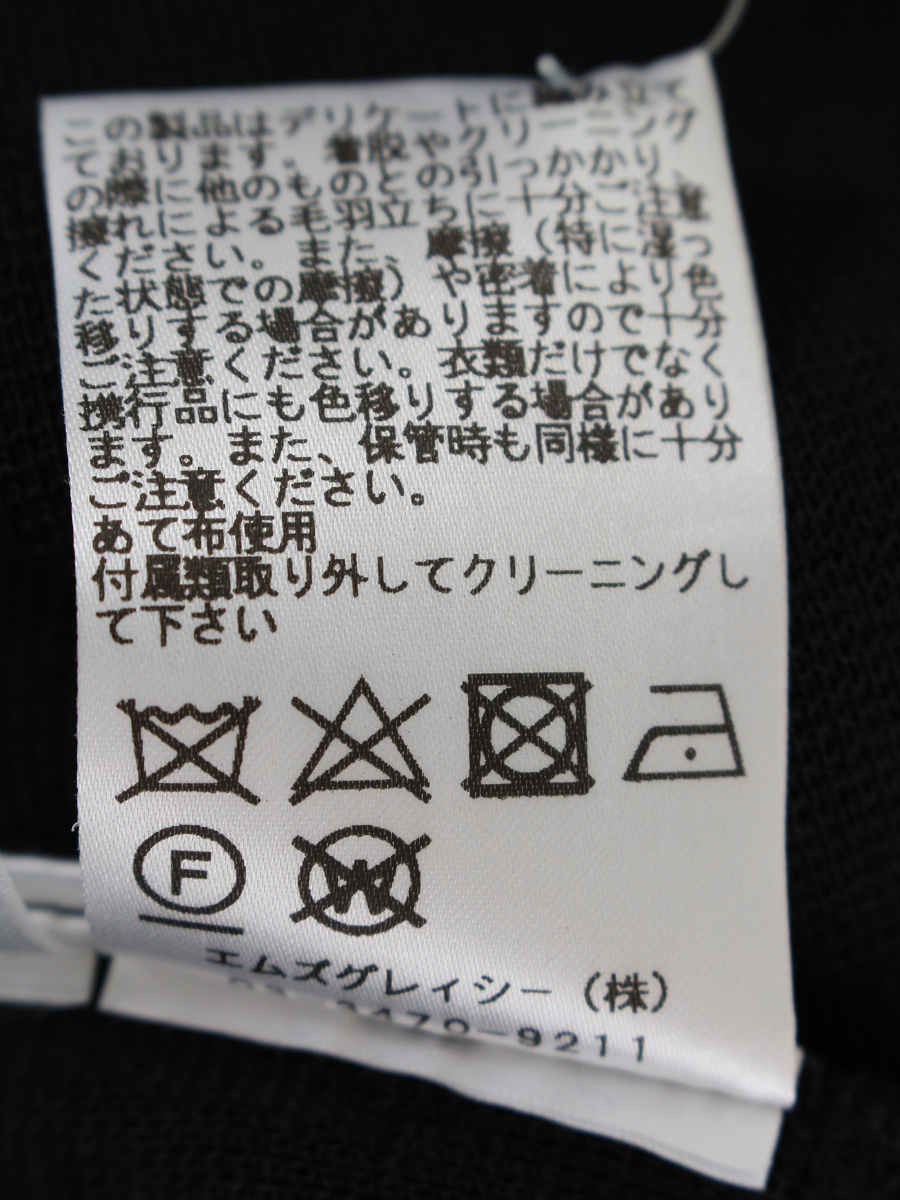 この製品はデリケートに編み立て
ております。着脱やクリーニング
の際に他のものとの引っかかり
擦れによる毛羽立ちに十分ご注意
ください。また、摩擦（特に湿っ
た状態での摩擦）や密着により色
移りする場合がありますので十分
ご注意ください。衣類だけでなく
携行品にも色移りする場合があり
ます。また、保管時も同様に十分
ご注意ください。
あて布使用
付属類取り外してクリーニングし
て下さい
F
W
エムズグレィシー（株）
03-3470-9211